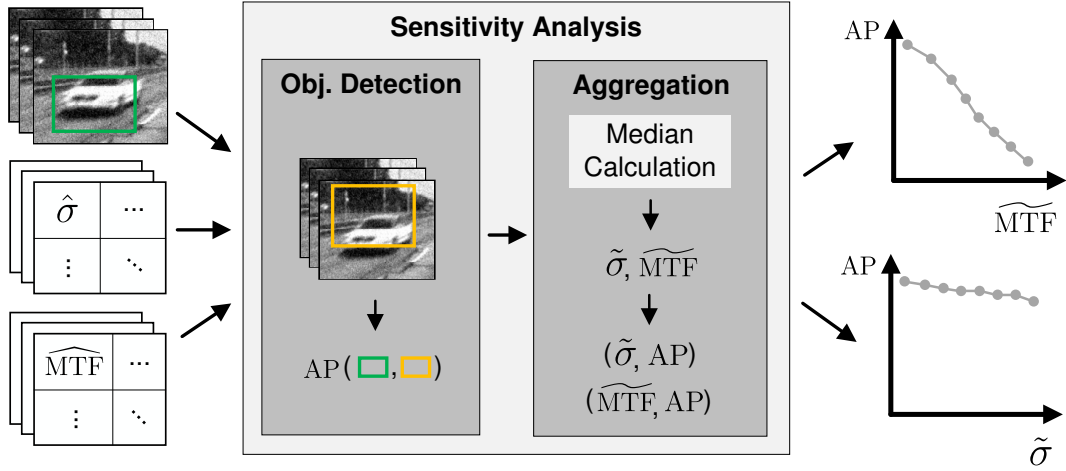 Sensitivity Analysis
Obj. Detection
AP(▭,▭)
Aggregation
Median
Calculation
σ̃, M͠TF
(σ̃, AP)
(M͠TF, AP)
σ̂ ⋯
⋮ ⋱
M͡TF ⋯
⋮ ⋱
AP
M͠TF
AP
σ̃